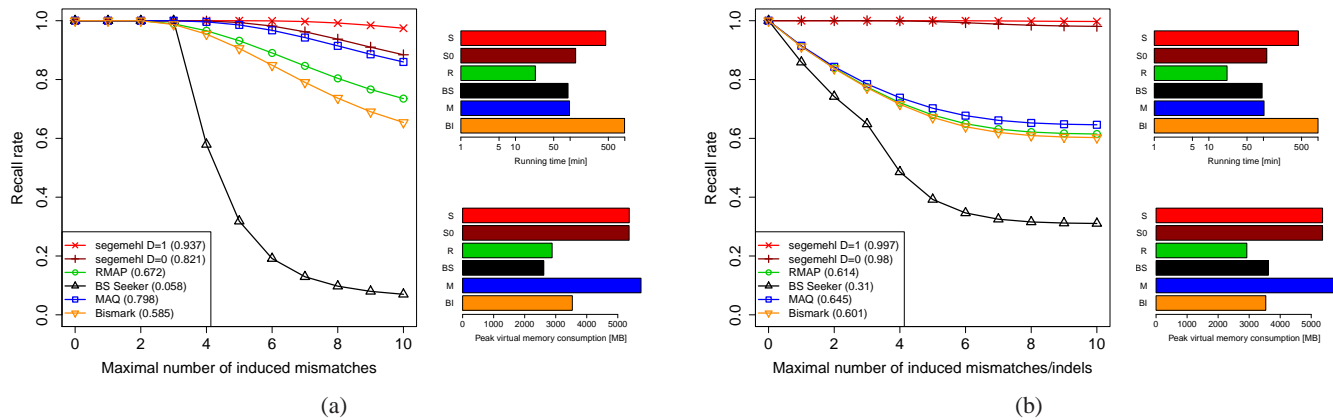 Recall rate
1.0
0.8
0.6
0.4
0.2
0.0
segemehl D=1 (0.937)
segemehl D=0 (0.821)
RMAP (0.672)
BS Seeker (0.058)
MAQ (0.798)
Bismark (0.585)
0 2 4 6 8 10
Maximal number of induced mismatches
S
S0
R
BS
M
BI
1 5 10 50 500
Running time [min]
S
S0
R
BS
M
BI
0 1000 2000 3000 4000 5000
Peak virtual memory consumption [MB]
(a)
Recall rate
1.0
0.8
0.6
0.4
0.2
0.0
segemehl D=1 (0.997)
segemehl D=0 (0.98)
RMAP (0.614)
BS Seeker (0.31)
MAQ (0.645)
Bismark (0.601)
0 2 4 6 8 10
Maximal number of induced mismatches/indels
S
S0
R
BS
M
BI
1 5 10 50 500
Running time [min]
S
S0
R
BS
M
BI
0 1000 2000 3000 4000 5000
Peak virtual memory consumption [MB]
(b)